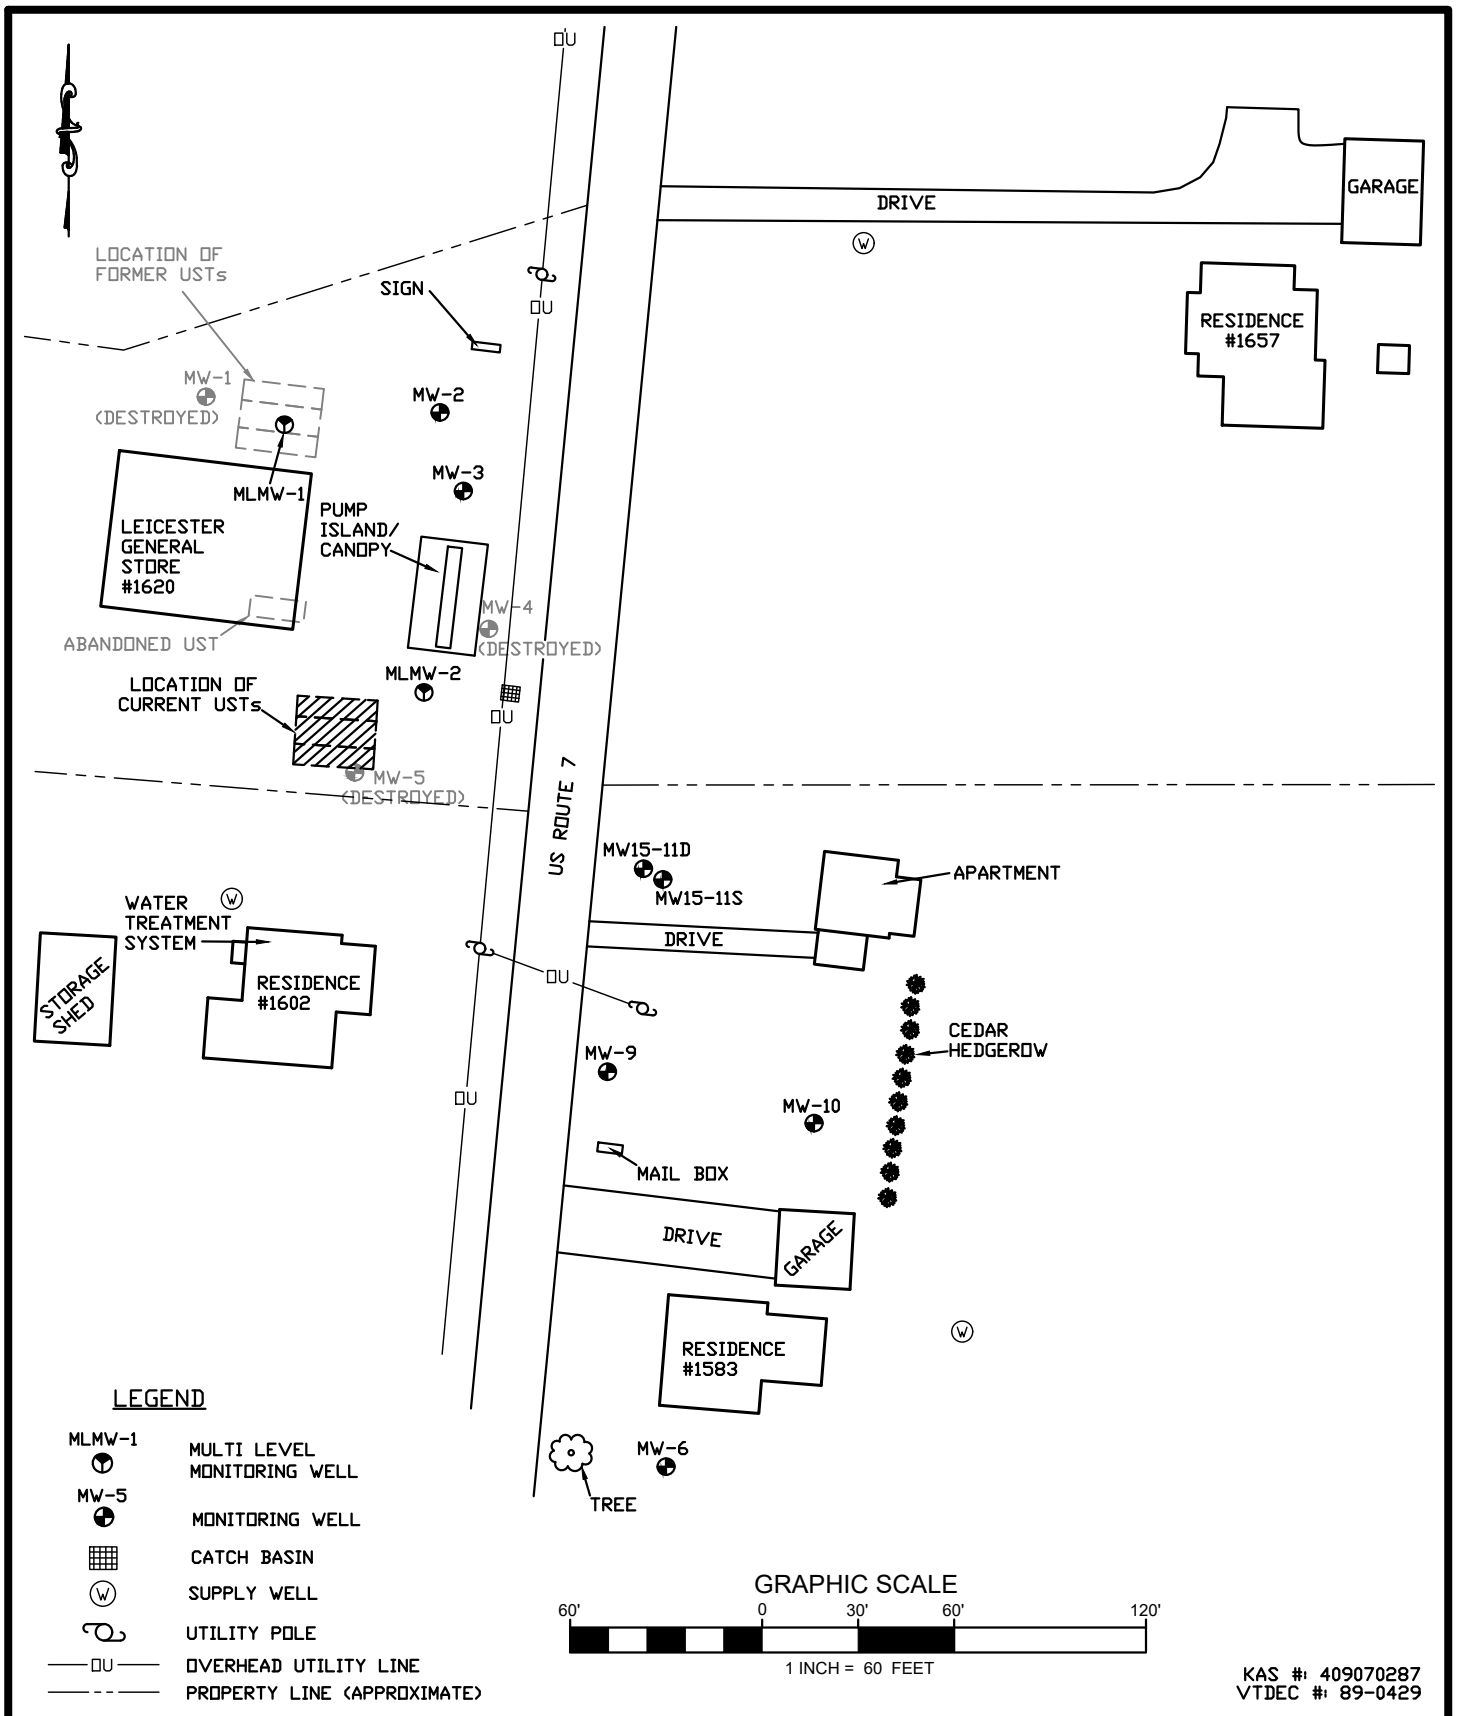 OU
DRIVE
GARAGE
LOCATION OF
FORMER USTs
SIGN
OU
RESIDENCE
#1657
MW-1
(DESTROYED)
MW-2
MW-3
MLMW-1
PUMP
ISLAND/
CANOPY
LEICESTER
GENERAL
STORE
#1620
MW-4
(DESTROYED)
ABANDONED UST
MLMW-2
LOCATION OF
CURRENT USTs
OU
MW-5
(DESTROYED)
US ROUTE 7
MW15-11D
MW15-11S
APARTMENT
WATER
TREATMENT
SYSTEM
W
W
DRIVE
STORAGE
SHED
RESIDENCE
#1602
OU
CEDAR
HEDGEROW
MW-9
OU
MW-10
MAIL BOX
DRIVE
GARAGE
W
RESIDENCE
#1583
MW-6
TREE
LEGEND
MLMW-1
MULTI LEVEL
MONITORING WELL
MW-5
MONITORING WELL
CATCH BASIN
W SUPPLY WELL
UTILITY POLE
OU OVERHEAD UTILITY LINE
PROPERTY LINE (APPROXIMATE)
GRAPHIC SCALE
60' 0 30' 60' 120'
1 INCH = 60 FEET
KAS #: 409070287
VTDEC #: 89-0429